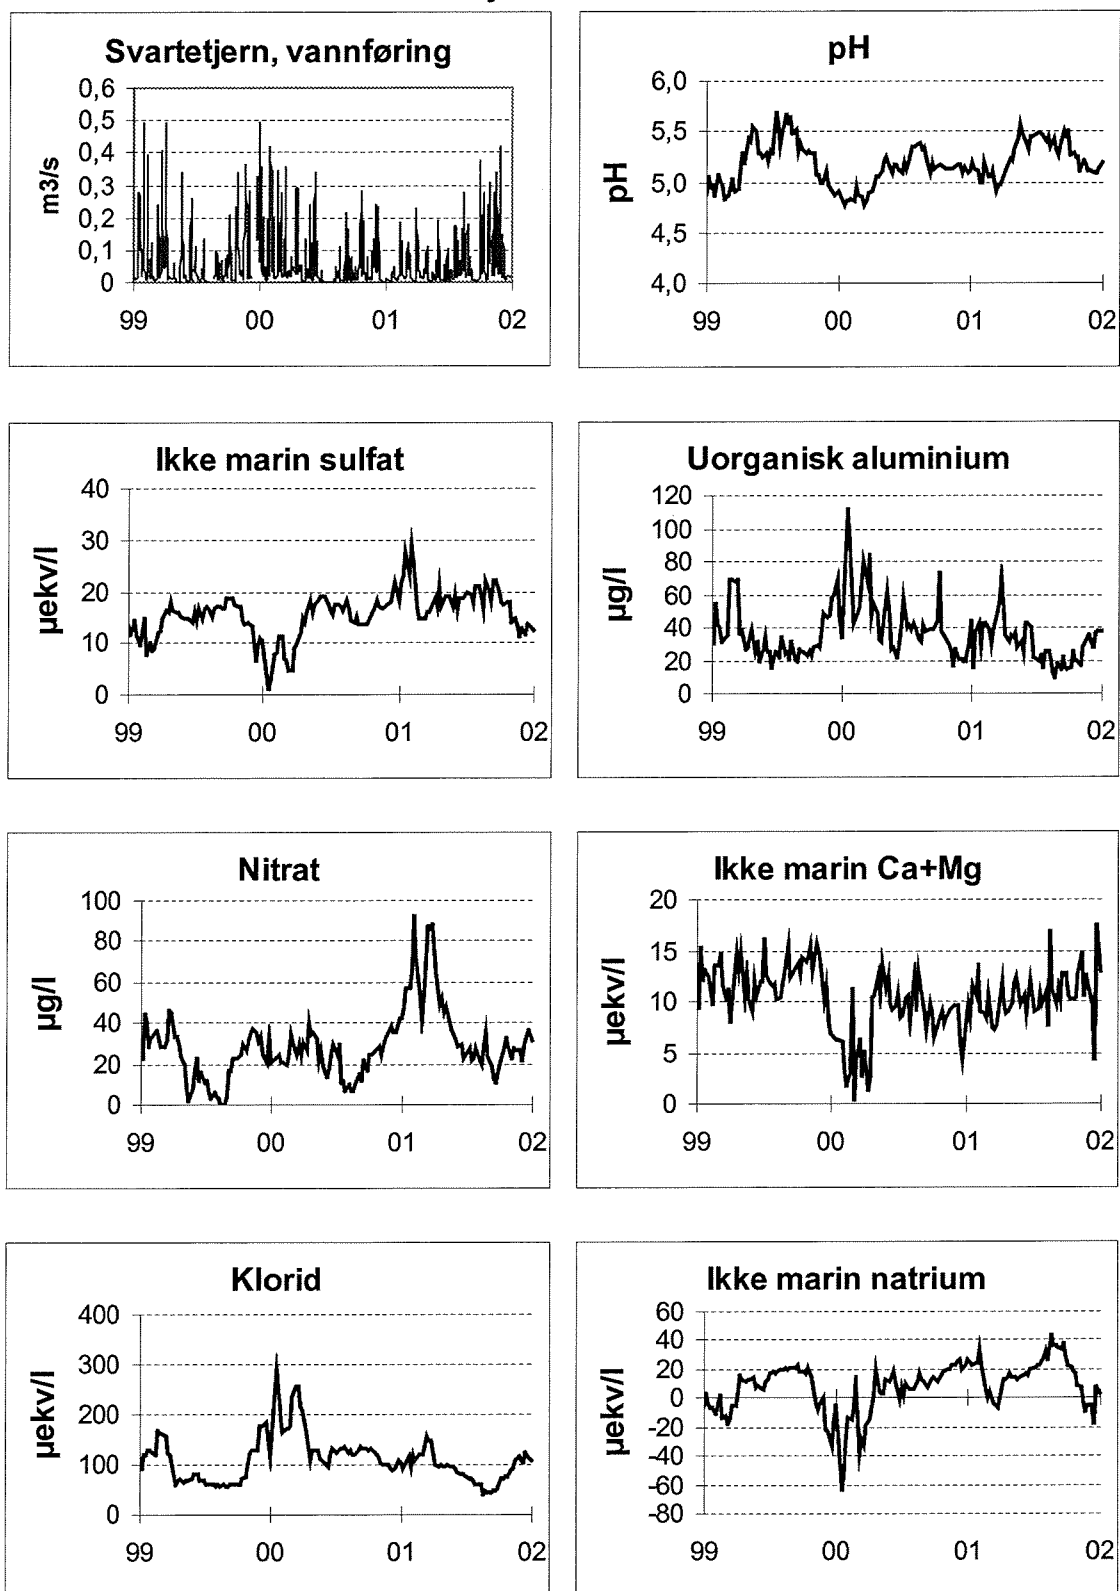 Svartetjern, vannføring
m3/s
0,6
0,5
0,4
0,3
0,2
0,1
0
99 00 01 02
pH
pH
6,0
5,5
5,0
4,5
4,0
99 00 01 02
Ikke marin sulfat
µekv/l
40
30
20
10
0
99 00 01 02
Uorganisk aluminium
µg/l
120
100
80
60
40
20
0
99 00 01 02
Nitrat
µg/l
100
80
60
40
20
0
99 00 01 02
Ikke marin Ca+Mg
µekv/l
20
15
10
5
0
99 00 01 02
Klorid
µekv/l
400
300
200
100
0
99 00 01 02
Ikke marin natrium
µekv/l
60
40
20
0
-20
-40
-60
-80
99 00 01 02